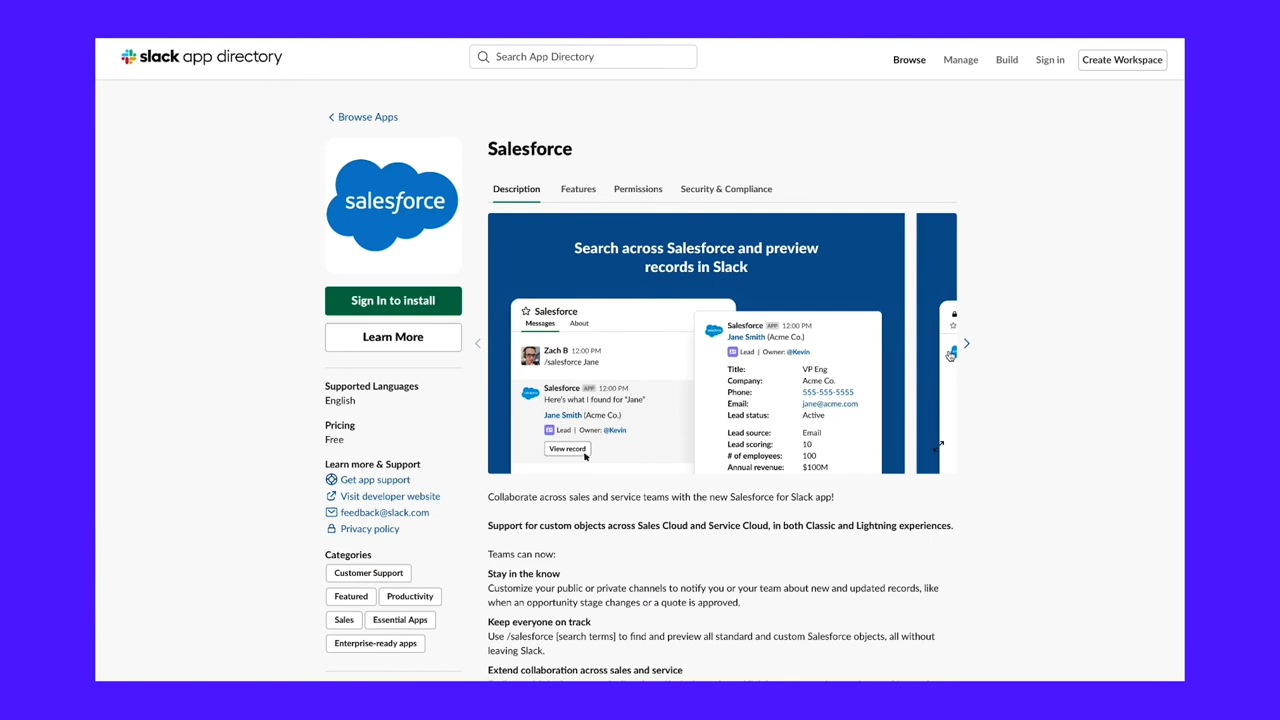 slack app directory
Search App Directory
Browse
Manage
Build
Sign in
Create Workspace
Browse Apps
salesforce
Sign In to install
Learn More
Supported Languages
English
Pricing
Free
Learn more & Support
Get app support
Visit developer website
feedback@slack.com
Privacy policy
Categories
Customer Support
Featured
Productivity
Sales
Essential Apps
Enterprise-ready apps
Salesforce
Description
Features
Permissions
Security & Compliance
Search across Salesforce and preview
records in Slack
Salesforce
Messages
About
Zach B 12:00 PM
/salesforce Jane
Salesforce APP 12:00 PM
Here's what I found for "Jane"
Jane Smith (Acme Co.)
Lead | Owner: @Kevin
View record
Salesforce APP 12:00 PM
Jane Smith (Acme Co.)
Lead | Owner: @Kevin
Title: VP Eng
Company: Acme Co.
Phone: 555-555-5555
Email: jane@acme.com
Lead status: Active
Lead source: Email
Lead scoring: 10
# of employees: 100
Annual revenue: $100M
Collaborate across sales and service teams with the new Salesforce for Slack app!
Support for custom objects across Sales Cloud and Service Cloud, in both Classic and Lightning experiences.
Teams can now:
Stay in the know
Customize your public or private channels to notify you or your team about new and updated records, like
when an opportunity stage changes or a quote is approved.
Keep everyone on track
Use /salesforce [search terms] to find and preview all standard and custom Salesforce objects, all without
leaving Slack.
Extend collaboration across sales and service